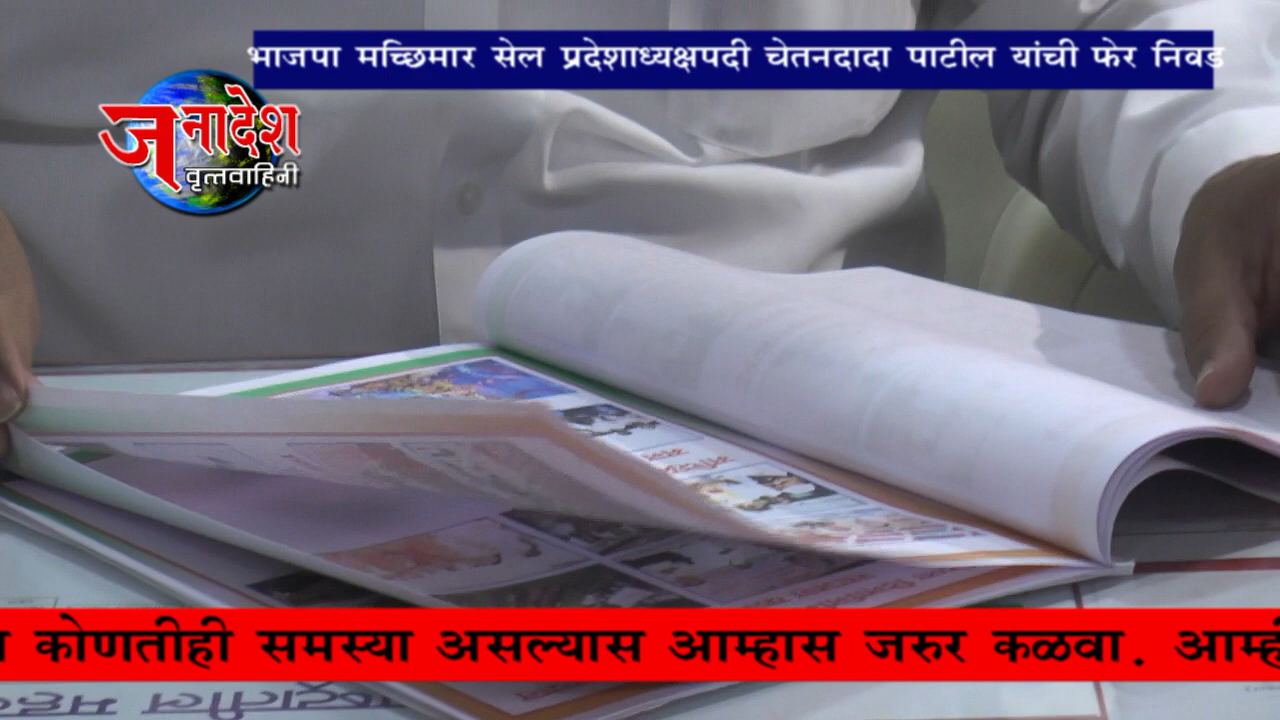 भाजपा मच्छिमार सेल प्रदेशाध्यक्षपदी चेतनदादा पाटील यांची फेर निवड
जनादेश
वृत्तवाहिनी
कोणतीही समस्या असल्यास आम्हास जरुर कळवा.